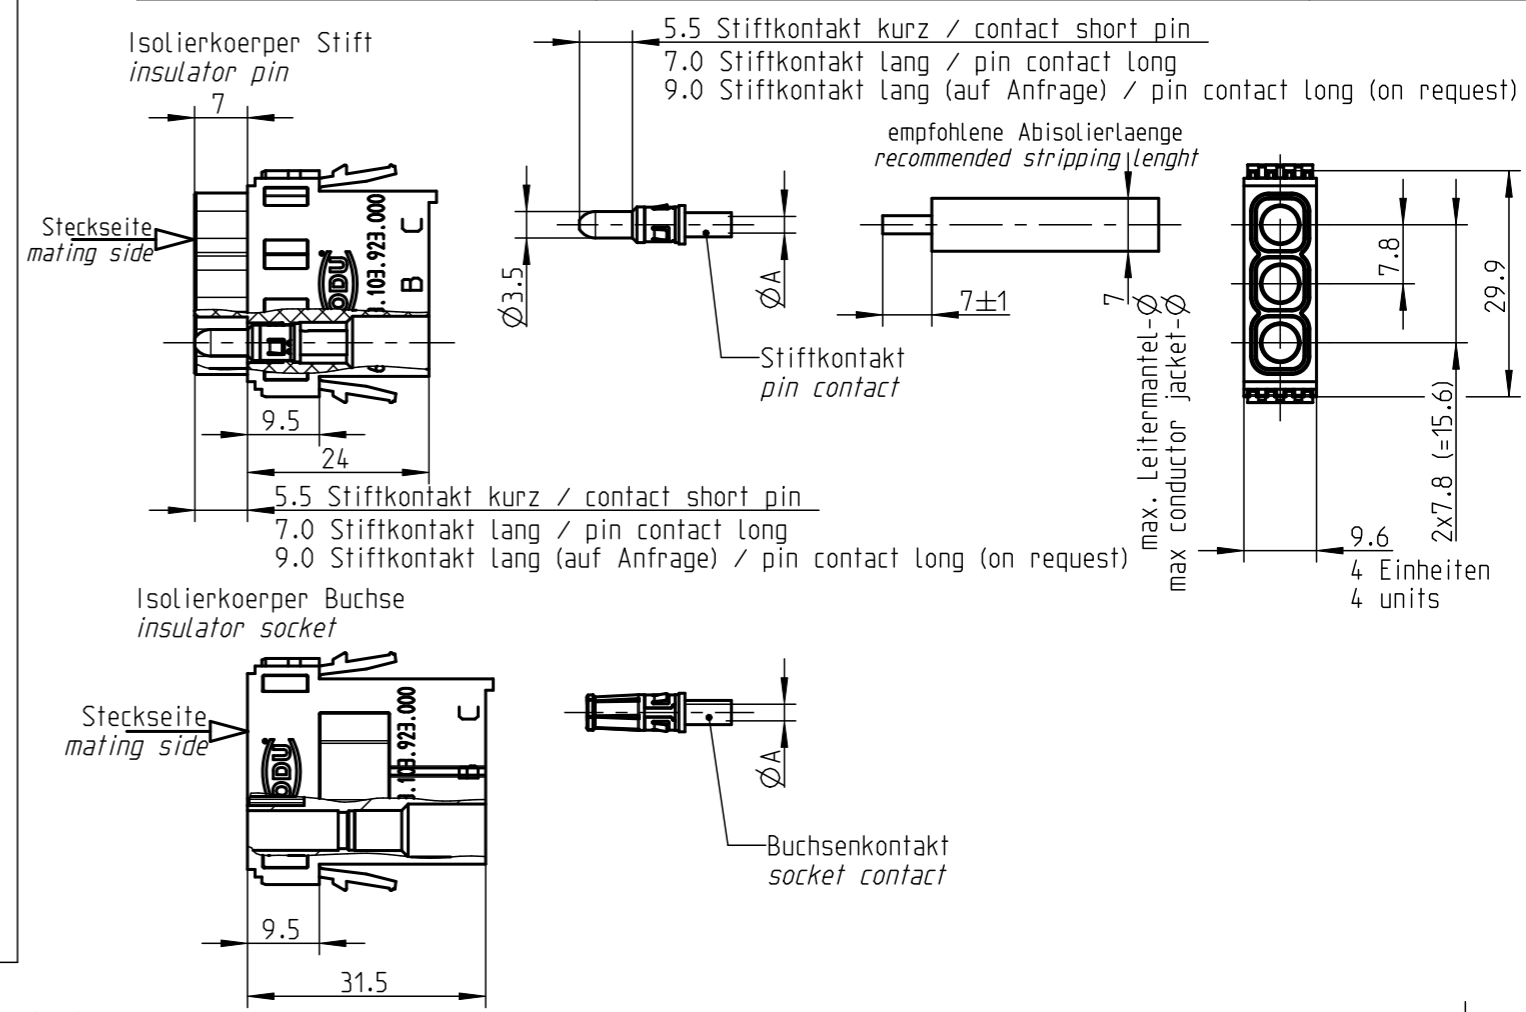 Isolierkoerper Stift
insulator pin
7
5.5 Stiftkontakt kurz / contact short pin
7.0 Stiftkontakt lang / pin contact long
9.0 Stiftkontakt lang (auf Anfrage) / pin contact long (on request)
empfohlene Abisolierlaenge
recommended stripping lenght
Steckseite
mating side
ODU
.103.923.000
B C
Ø3.5
ØA
7±1
7
max. Leitermantel-Ø
max conductor jacket-Ø
7.8
29.9
2x7.8 (=15.6)
Stiftkontakt
pin contact
9.5
24
5.5 Stiftkontakt kurz / contact short pin
7.0 Stiftkontakt lang / pin contact long
9.0 Stiftkontakt lang (auf Anfrage) / pin contact long (on request)
9.6
4 Einheiten
4 units
Isolierkoerper Buchse
insulator socket
Steckseite
mating side
ODU
.103.923.000
C
ØA
Buchsenkontakt
socket contact
9.5
31.5